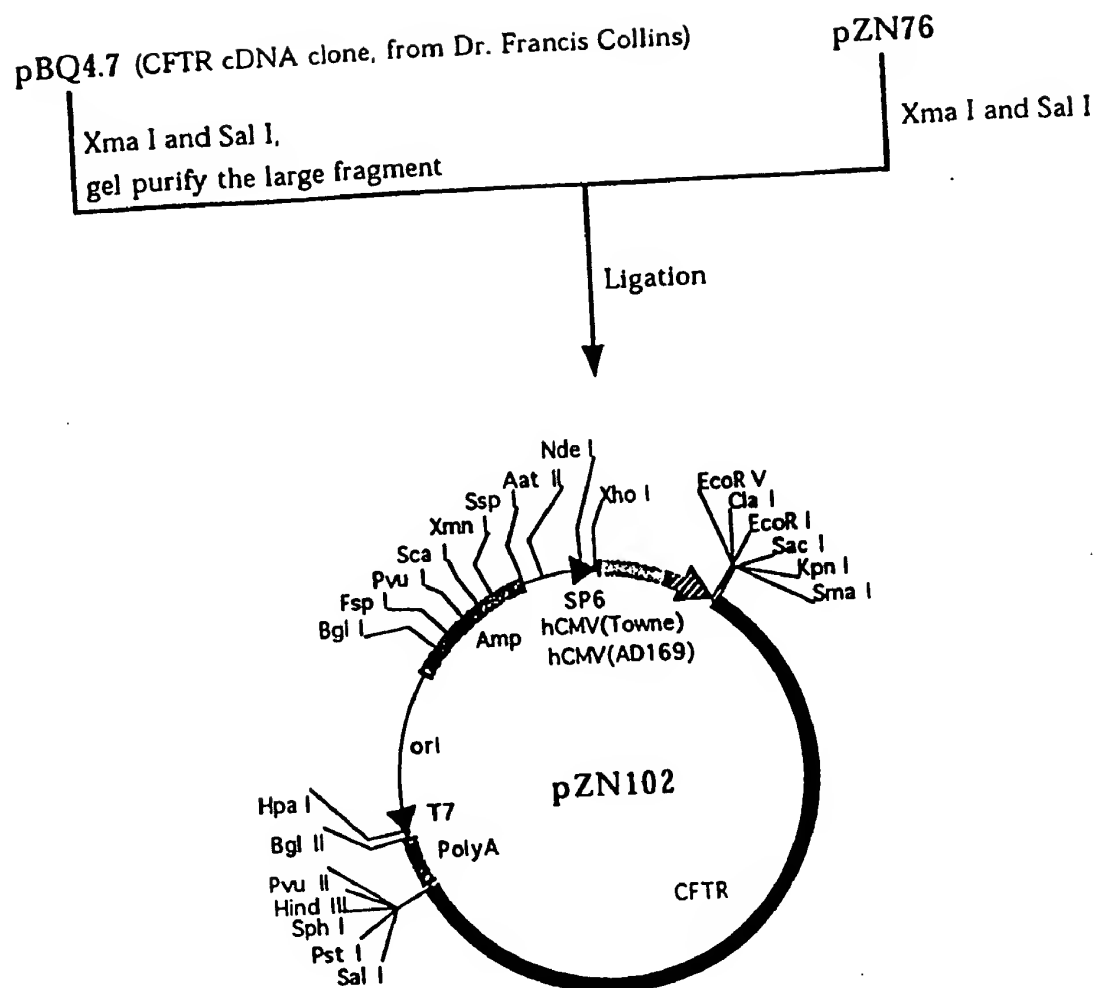 pBQ4.7 (CFTR cDNA clone, from Dr. Francis Collins)
pZN76
Xma I and Sal I,
gel purify the large fragment
Xma I and Sal I
Ligation
Nde I
Aat II
Xho I
Ssp I
Xmn I
Sca I
Pvu I
Fsp I
Bgl I
EcoR V
Cla I
EcoR I
Sac I
Kpn I
Sma I
SP6
Amp
hCMV(Towne)
hCMV(AD169)
ori
pZN102
T7
PolyA
Hpa I
Bgl II
Pvu II
Hind III
Sph I
Pst I
Sal I
CFTR